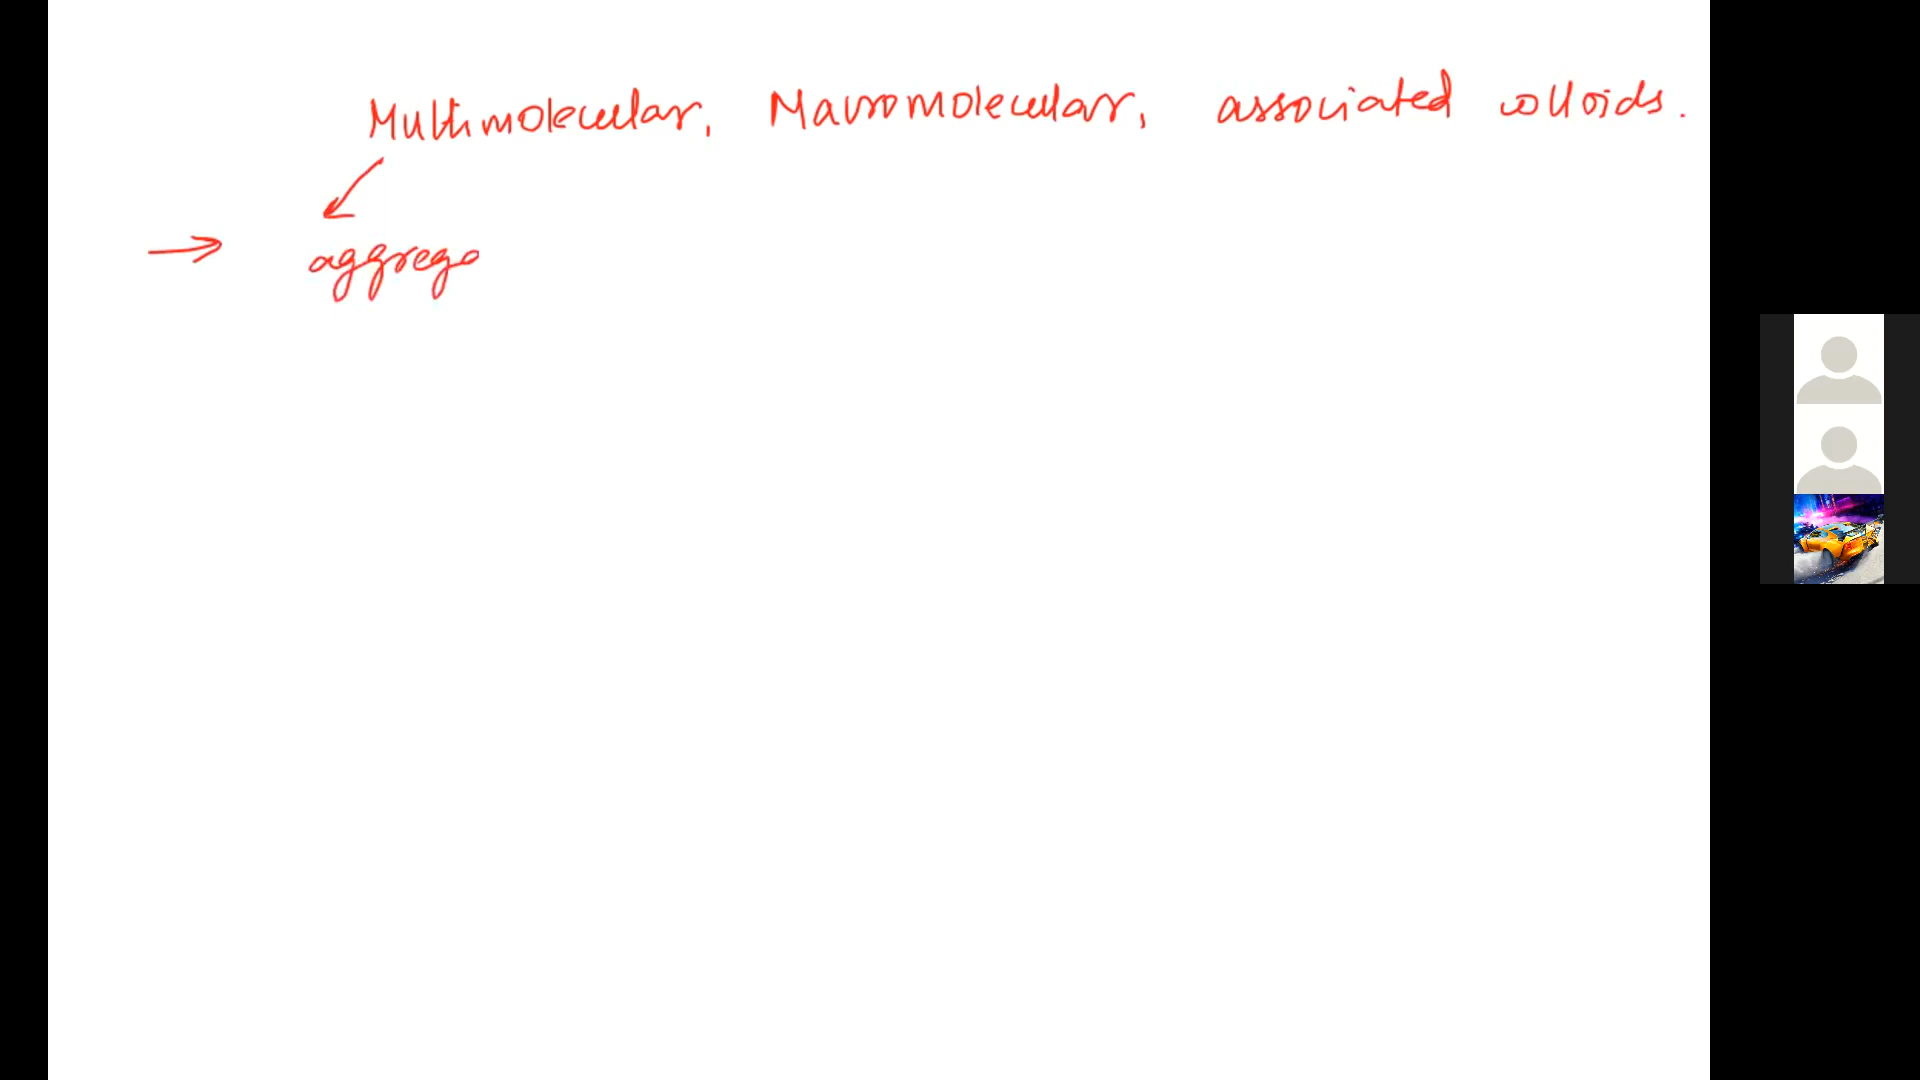 Multimolecular, Macromolecular, associated colloids.
→ aggrega